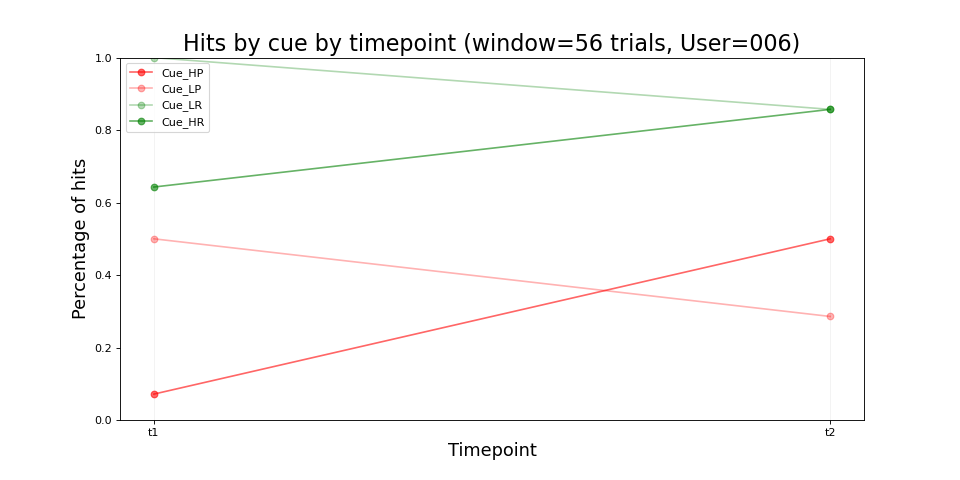 Hits by cue by timepoint (window=56 trials, User=006)
Percentage of hits
1.0
0.8
0.6
0.4
0.2
0.0
Cue_HP
Cue_LP
Cue_LR
Cue_HR
t1
t2
Timepoint